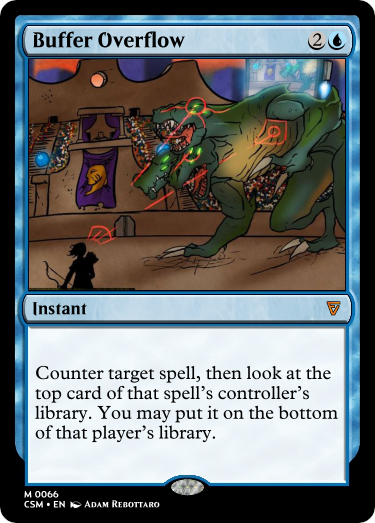 Buffer Overflow 2
Instant
Counter target spell, then look at the
top card of that spell's controller's
library. You may put it on the bottom
of that player's library.
M 0066
CSM • EN Adam Rebottaro